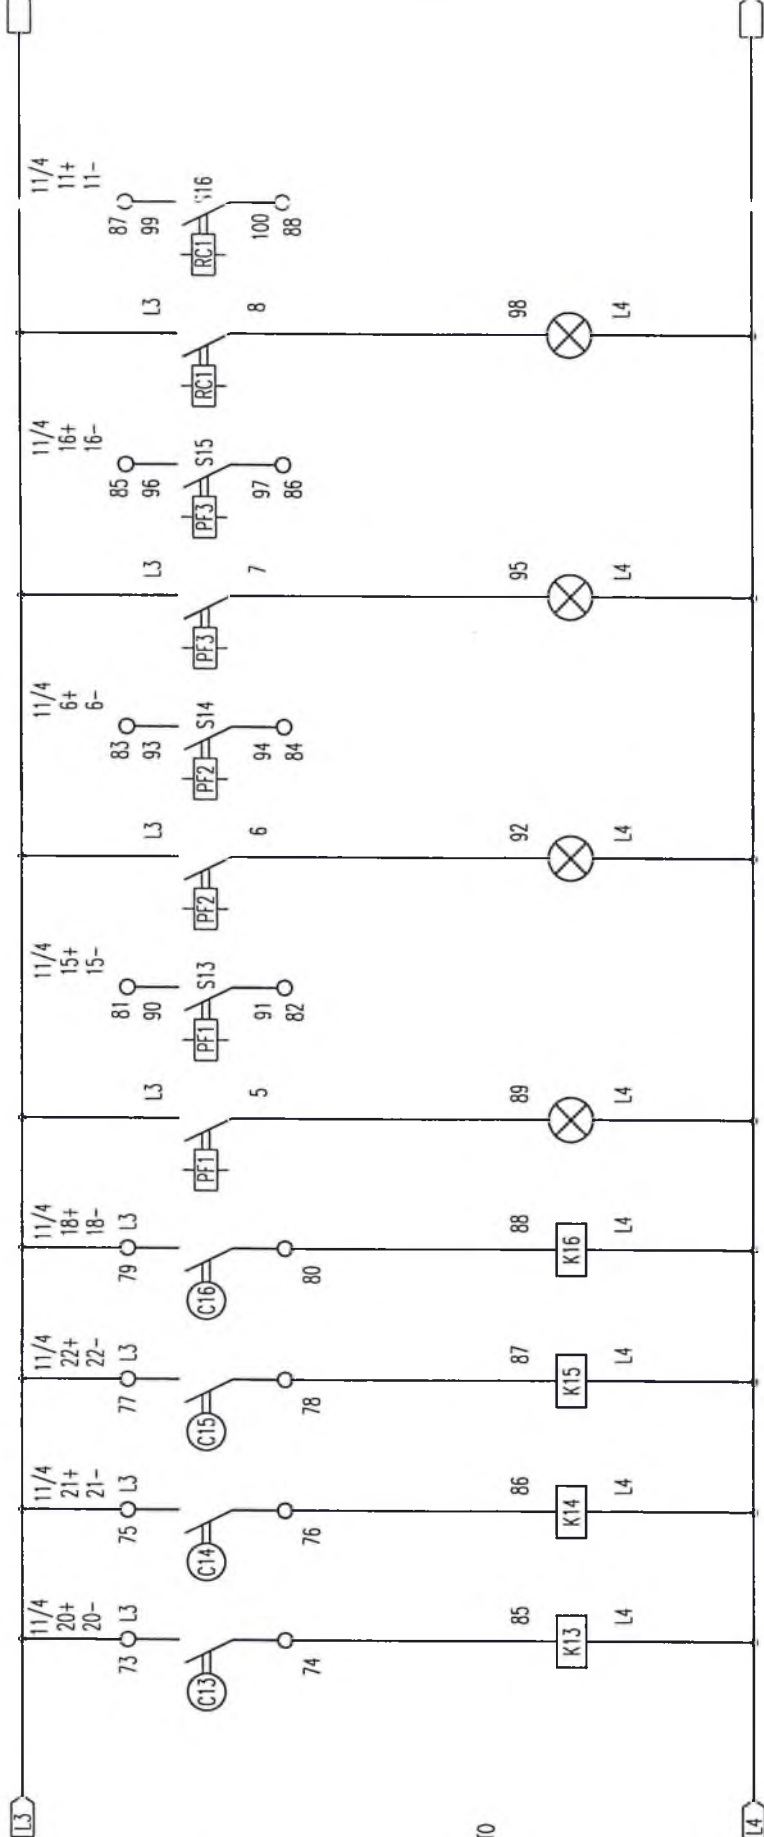 L3
11/4
20+
20-
L3
73
C13
74
85
K13
L4
11/4
21+
21-
L3
75
C14
76
86
K14
L4
11/4
22+
22-
L3
77
C15
78
87
K15
L4
11/4
18+
18-
L3
79
C16
80
88
K16
L4
L3
PF1
5
89
L4
11/4
15+
15-
81
90
S13
PF1
91
82
L3
PF2
6
92
L4
11/4
6+
6-
83
93
S14
PF2
94
84
L3
PF3
7
95
L4
11/4
16+
16-
85
96
S15
PF3
97
86
L3
RC1
8
98
L4
11/4
11+
11-
87
99
S16
RC1
100
88
L4